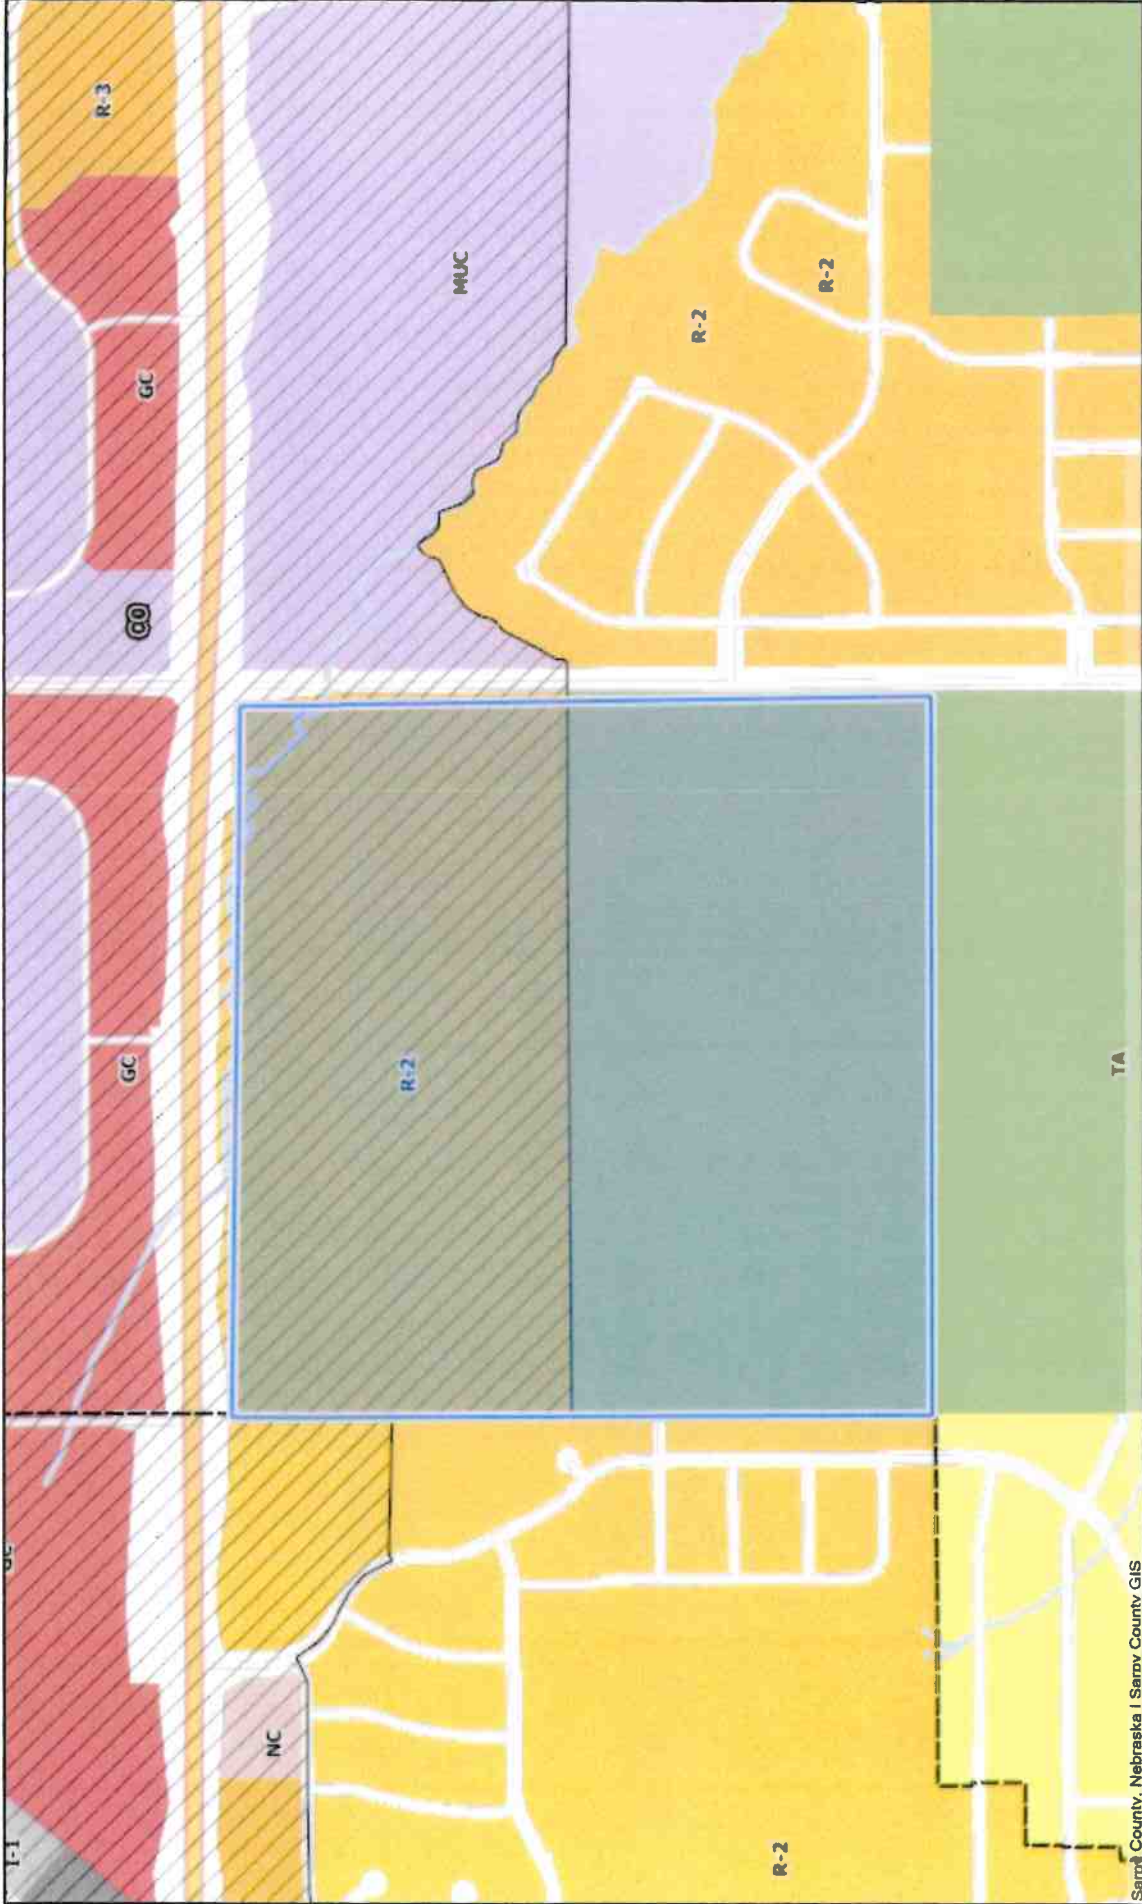 I-1
R-3
GC
CO
GC
NC
R-2
MUC
R-2
R-2
R-2
TA
County, Nebraska | Sarpy County GIS